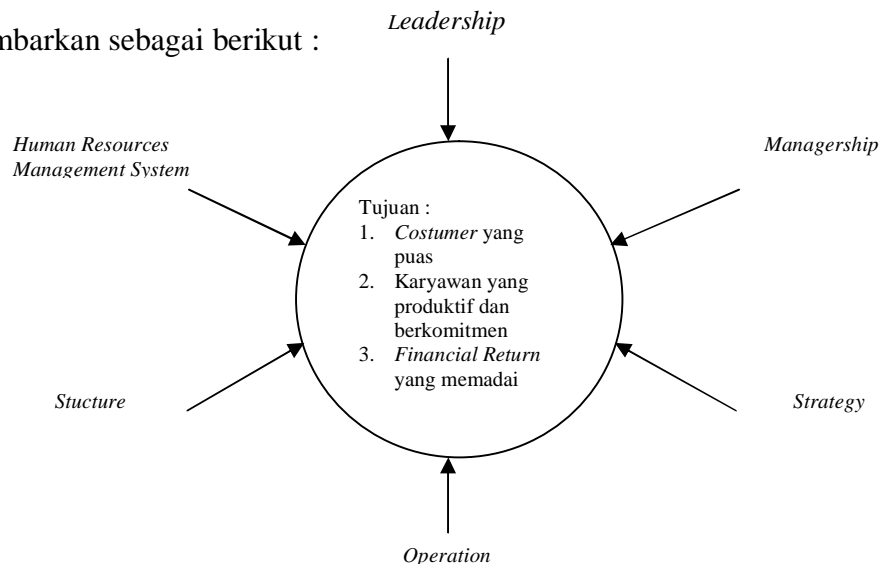 mbarkan sebagai berikut :
Leadership
Human Resources
Management System
Managership
Tujuan :
1. Costumer yang
puas
2. Karyawan yang
produktif dan
berkomitmen
3. Financial Return
yang memadai
Stucture
Strategy
Operation